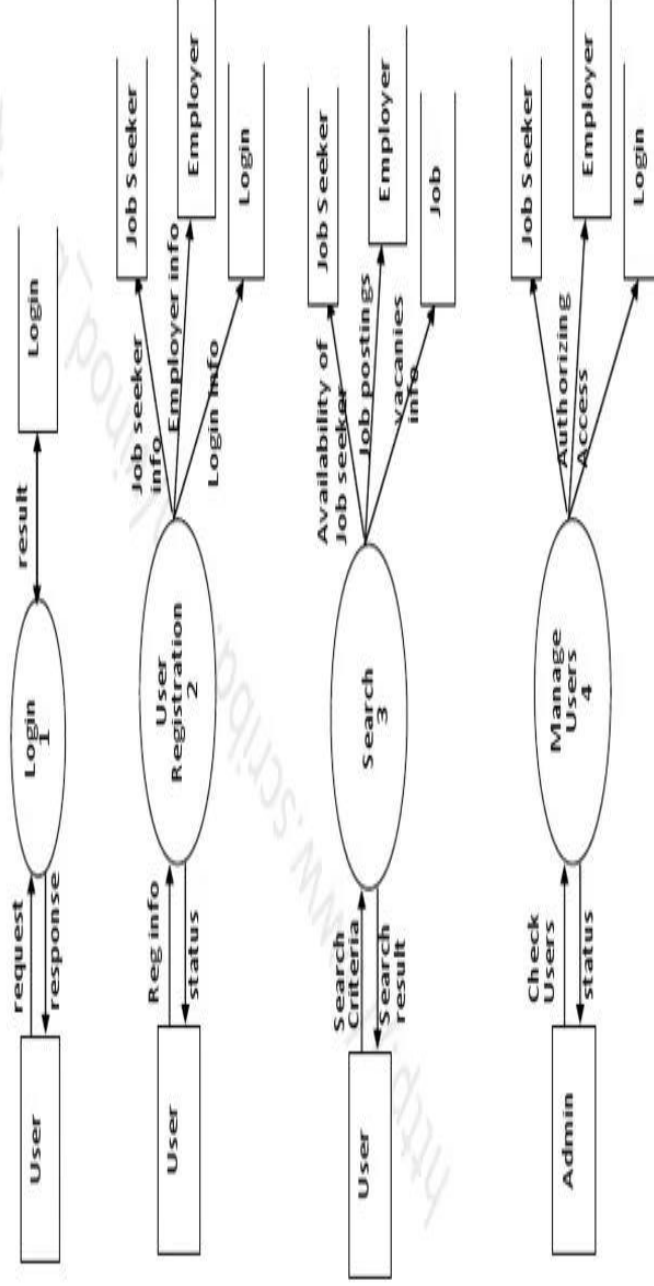 User
request
response
Login
1
result
Login
User
Reg info
status
User
Registration
2
Job seeker
info
Employer info
Login info
Job Seeker
Employer
Login
User
Search
Criteria
Search
result
Search
3
Availability of
Job seeker
Job postings
vacanies
info
Job Seeker
Employer
Job
Admin
Check
Users
status
Manage
Users
4
Authorizing
Access
Job Seeker
Employer
Login